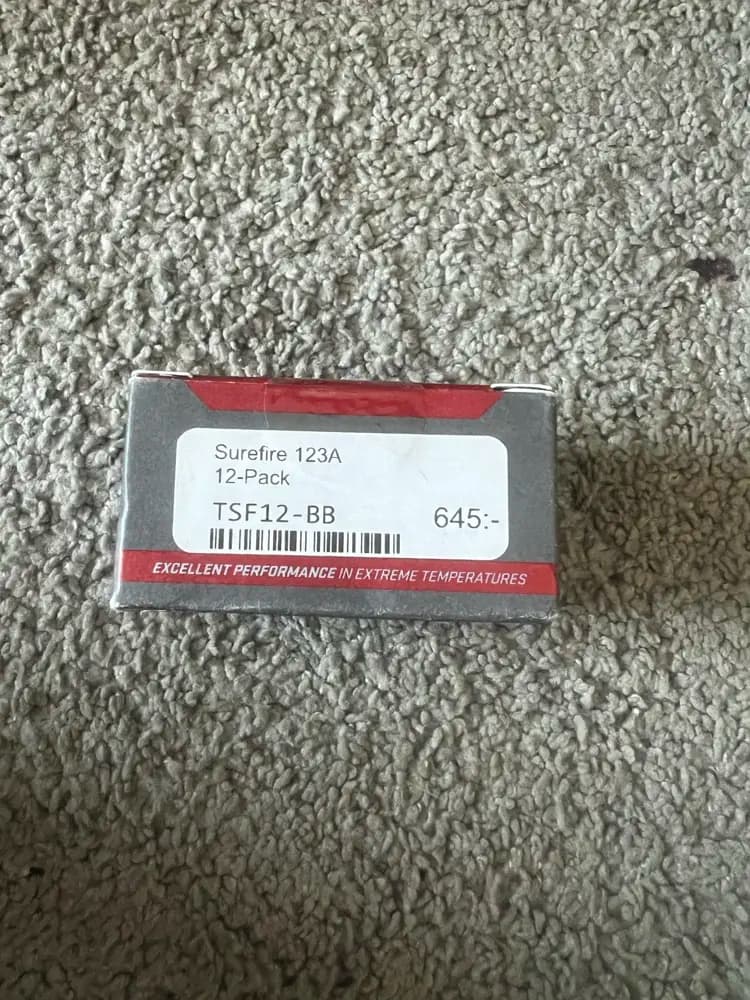 Surefire 123A
12-Pack
TSF12-BB
645:-
EXCELLENT PERFORMANCE IN EXTREME TEMPERATURES